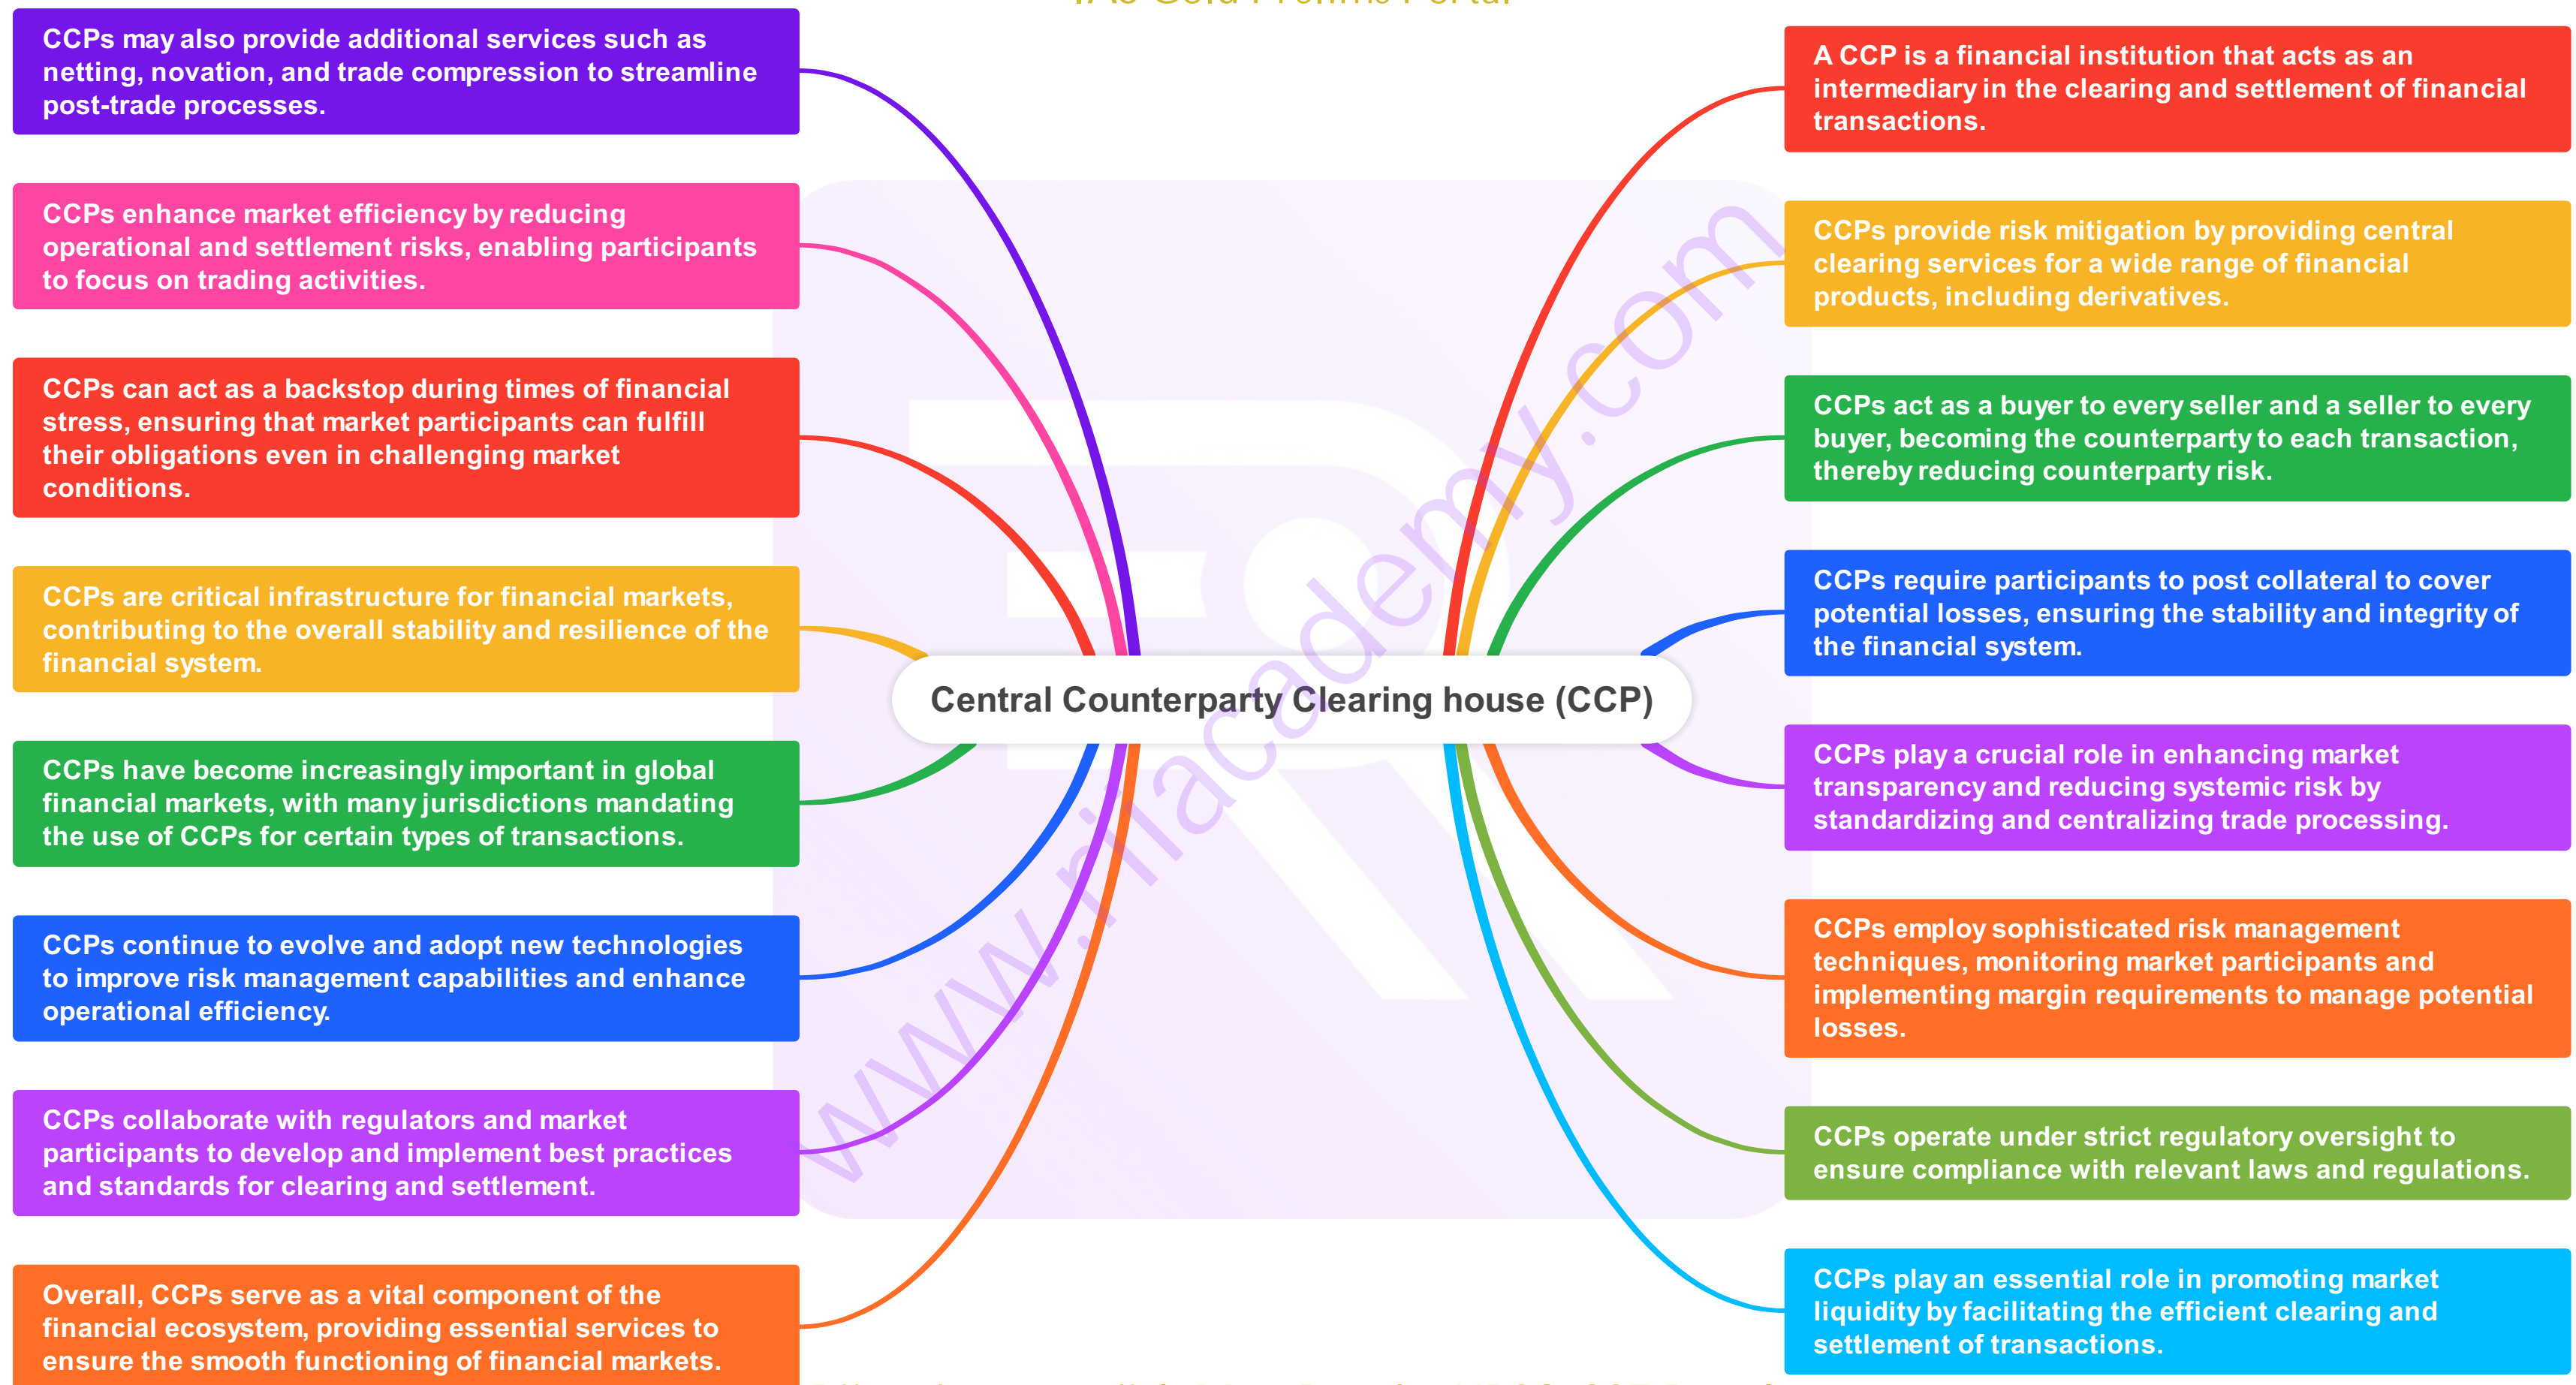 CCPs may also provide additional services such as
netting, novation, and trade compression to streamline
post-trade processes.
CCPs enhance market efficiency by reducing
operational and settlement risks, enabling participants
to focus on trading activities.
CCPs can act as a backstop during times of financial
stress, ensuring that market participants can fulfill
their obligations even in challenging market
conditions.
CCPs are critical infrastructure for financial markets,
contributing to the overall stability and resilience of the
financial system.
CCPs have become increasingly important in global
financial markets, with many jurisdictions mandating
the use of CCPs for certain types of transactions.
CCPs continue to evolve and adopt new technologies
to improve risk management capabilities and enhance
operational efficiency.
CCPs collaborate with regulators and market
participants to develop and implement best practices
and standards for clearing and settlement.
Overall, CCPs serve as a vital component of the
financial ecosystem, providing essential services to
ensure the smooth functioning of financial markets.
Central Counterparty Clearing house (CCP)
A CCP is a financial institution that acts as an
intermediary in the clearing and settlement of financial
transactions.
CCPs provide risk mitigation by providing central
clearing services for a wide range of financial
products, including derivatives.
CCPs act as a buyer to every seller and a seller to every
buyer, becoming the counterparty to each transaction,
thereby reducing counterparty risk.
CCPs require participants to post collateral to cover
potential losses, ensuring the stability and integrity of
the financial system.
CCPs play a crucial role in enhancing market
transparency and reducing systemic risk by
standardizing and centralizing trade processing.
CCPs employ sophisticated risk management
techniques, monitoring market participants and
implementing margin requirements to manage potential
losses.
CCPs operate under strict regulatory oversight to
ensure compliance with relevant laws and regulations.
CCPs play an essential role in promoting market
liquidity by facilitating the efficient clearing and
settlement of transactions.